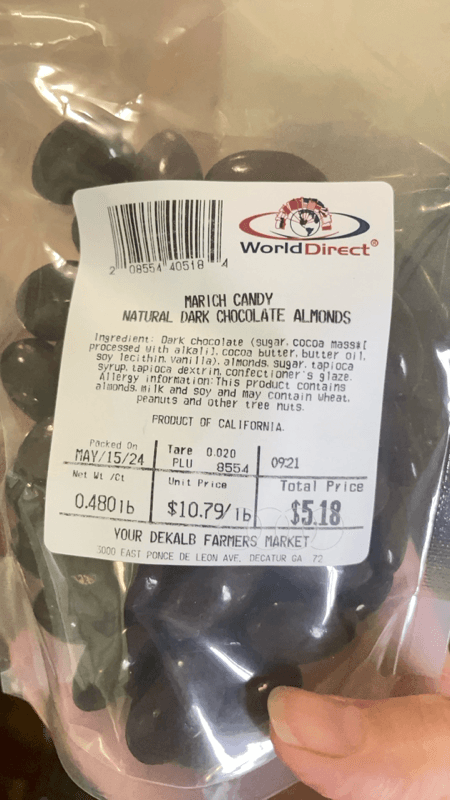 WorldDirect®
2 08554 40518 4
MARICH CANDY
NATURAL DARK CHOCOLATE ALMONDS
Ingredient: Dark chocolate (sugar, cocoa mass*[
processed with alkali], cocoa butter, butter oil,
soy lecithin, vanilla), almonds, sugar, tapioca
syrup, tapioca dextrin, confectioner's glaze.
Allergy information: This product contains
almonds, milk and soy and may contain wheat,
peanuts and other tree nuts.
PRODUCT OF CALIFORNIA.
Packed On
MAY/15/24
Tare 0.020
PLU 8554
0921
Net Wt /Ct
Unit Price
Total Price
0.480lb
$10.79/lb
$5.18
YOUR DEKALB FARMERS MARKET
3000 EAST PONCE DE LEON AVE, DECATUR GA 72